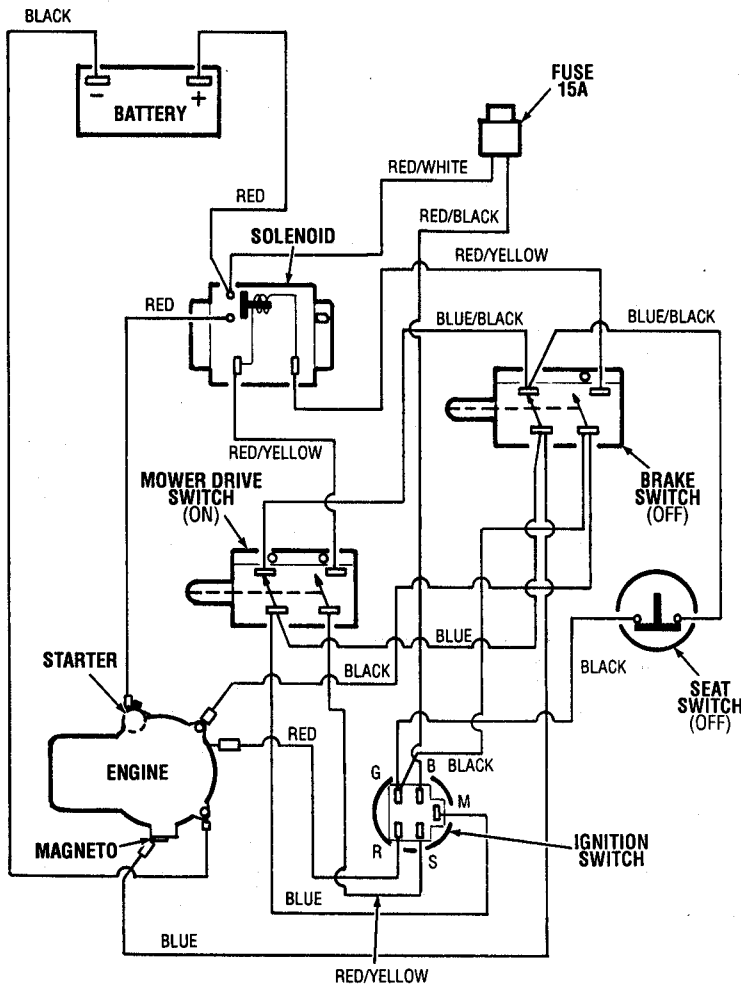 BLACK
FUSE
15A
−
+
BATTERY
RED/WHITE
RED
RED/BLACK
SOLENOID
RED/YELLOW
RED
BLUE/BLACK
BLUE/BLACK
RED/YELLOW
MOWER DRIVE
SWITCH
(ON)
BRAKE
SWITCH
(OFF)
BLUE
STARTER
BLACK
BLACK
SEAT
SWITCH
(OFF)
RED
ENGINE
G
B
BLACK
M
MAGNETO
R
S
IGNITION
SWITCH
BLUE
BLUE
RED/YELLOW